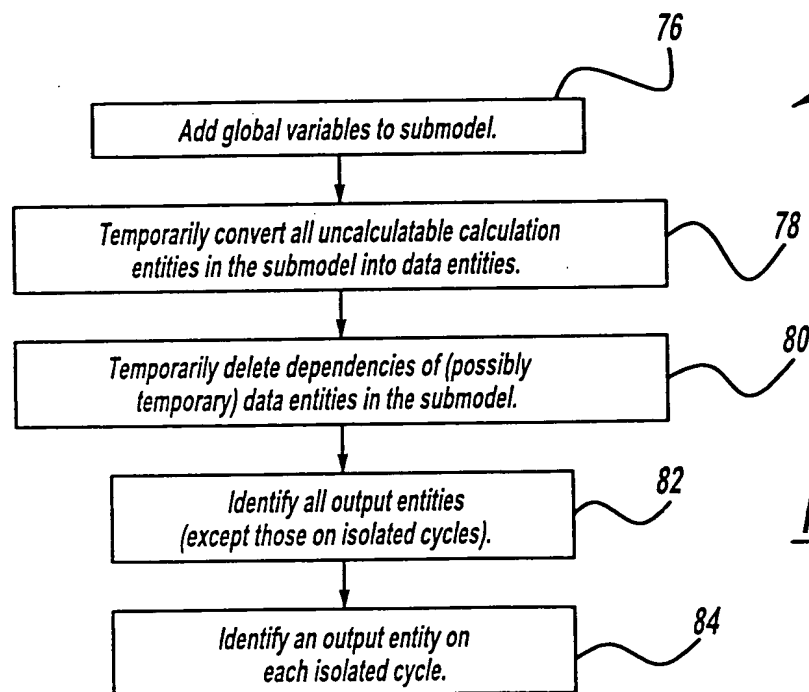 76
Add global variables to submodel.
78
Temporarily convert all uncalculatable calculation
entities in the submodel into data entities.
80
Temporarily delete dependencies of (possibly
temporary) data entities in the submodel.
82
Identify all output entities
(except those on isolated cycles).
84
Identify an output entity on
each isolated cycle.